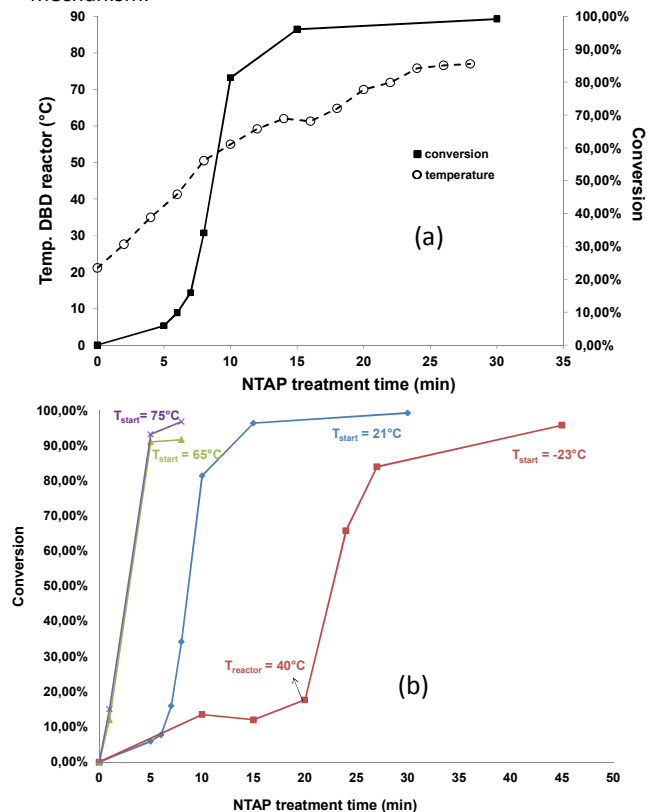 mechanism.
90
80
70
60
50
40
30
20
10
0
Temp. DBD reactor (°C)
100,00%
90,00%
80,00%
70,00%
60,00%
50,00%
40,00%
30,00%
20,00%
10,00%
0,00%
Conversion
conversion
temperature
(a)
0 5 10 15 20 25 30 35
NTAP treatment time (min)
100,00%
90,00%
80,00%
70,00%
60,00%
50,00%
40,00%
30,00%
20,00%
10,00%
0,00%
Conversion
Tstart= 75°C
Tstart = 65°C
Tstart = 21°C
Tstart = -23°C
Treactor = 40°C
(b)
0 5 10 15 20 25 30 35 40 45
NTAP treatment time (min)